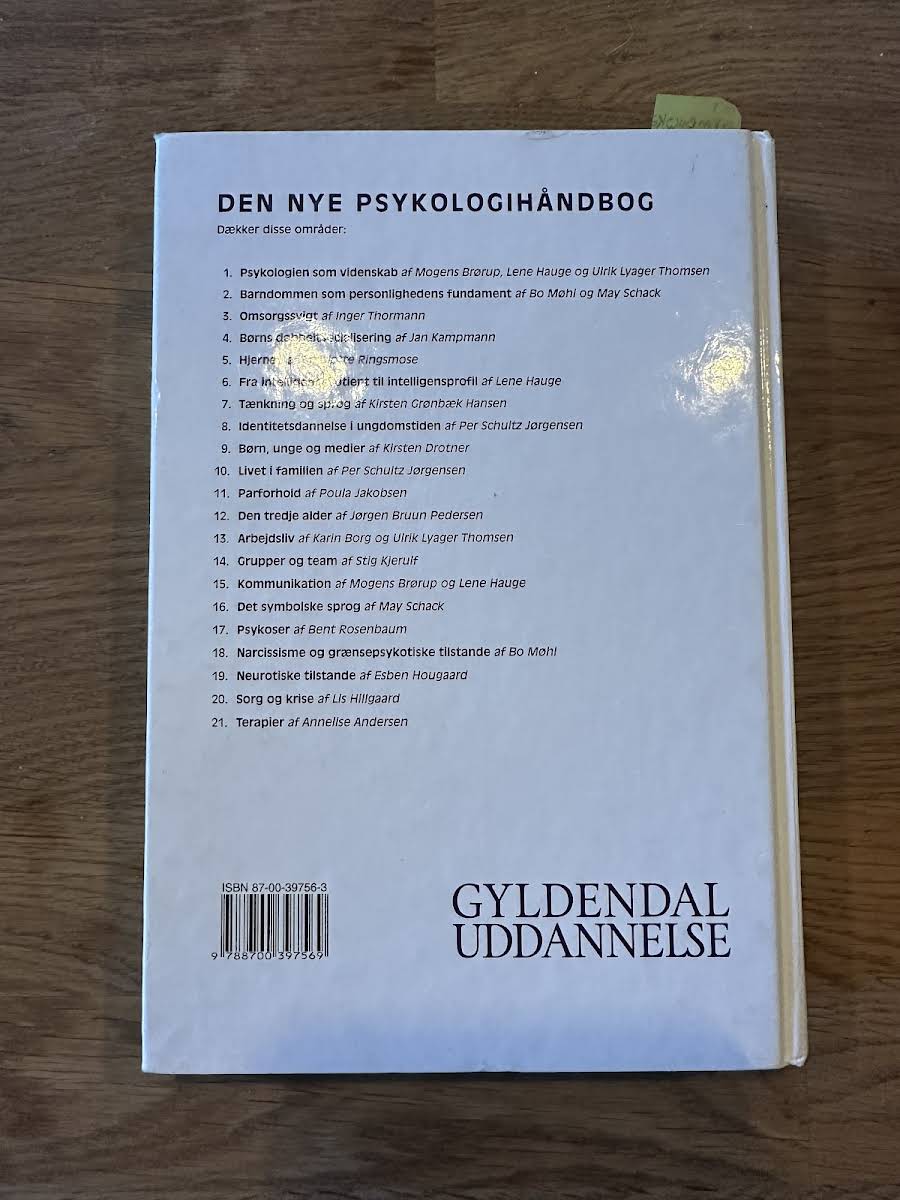 DEN NYE PSYKOLOGIHÅNDBOG
Dækker disse områder:
1. Psykologien som videnskab af Mogens Brørup, Lene Hauge og Ulrik Lyager Thomsen
2. Barndommen som personlighedens fundament af Bo Møhl og May Schack
3. Omsorgssvigt af Inger Thormann
4. Børns dobbeltsocialisering af Jan Kampmann
5. Ringsmose
6. Fra til intelligensprofil af Lene Hauge
7. Tænkning og sprog af Kirsten Grønbæk Hansen
8. Identitetsdannelse i ungdomstiden af Per Schultz Jørgensen
9. Børn, unge og medier af Kirsten Drotner
10. Livet i familien af Per Schultz Jørgensen
11. Parforhold af Poula Jakobsen
12. Den tredje alder af Jørgen Bruun Pedersen
13. Arbejdsliv af Karin Borg og Ulrik Lyager Thomsen
14. Grupper og team af Stig Kjerulf
15. Kommunikation af Mogens Brørup og Lene Hauge
16. Det symbolske sprog af May Schack
17. Psykoser af Bent Rosenbaum
18. Narcissisme og grænsepsykotiske tilstande af Bo Møhl
19. Neurotiske tilstande af Esben Hougaard
20. Sorg og krise af Lis Hillgaard
21. Terapier af Annelise Andersen
ISBN 87-00-39756-3
9 788700 397569
GYLDENDAL
UDDANNELSE